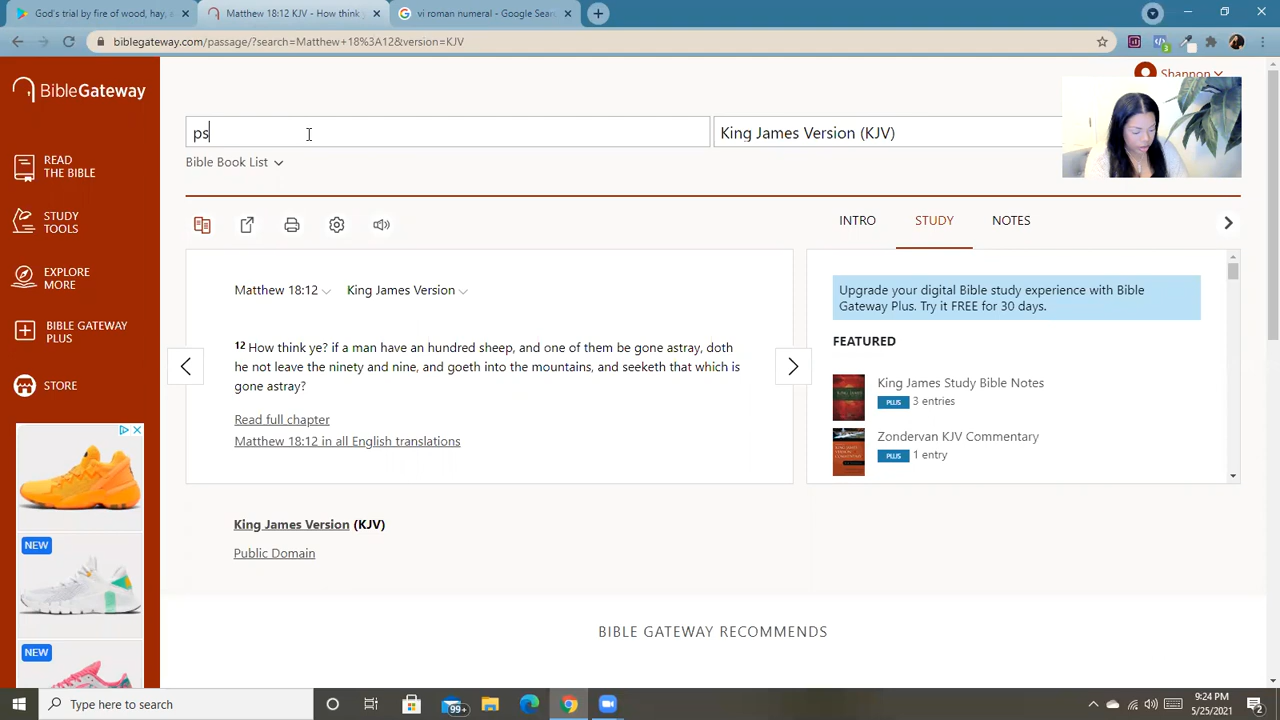 God's trial by fire of wood, hay, e
Matthew 18:12 KJV - How think
vi roman numeral - Google Sear
biblegateway.com/passage/?search=Matthew+18%3A12&version=KJV
3
BibleGateway
Shannon
ps
King James Version (KJV)
Bible Book List
READ
THE BIBLE
STUDY
TOOLS
EXPLORE
MORE
BIBLE GATEWAY
PLUS
STORE
INTRO
STUDY
NOTES
Matthew 18:12
King James Version
12 How think ye? if a man have an hundred sheep, and one of them be gone astray, doth
he not leave the ninety and nine, and goeth into the mountains, and seeketh that which is
gone astray?
Read full chapter
Matthew 18:12 in all English translations
Upgrade your digital Bible study experience with Bible
Gateway Plus. Try it FREE for 30 days.
FEATURED
King James Study Bible Notes
PLUS 3 entries
Zondervan KJV Commentary
PLUS 1 entry
King James Version (KJV)
Public Domain
NEW
NEW
BIBLE GATEWAY RECOMMENDS
Type here to search
99+
9:24 PM
5/25/2021
2